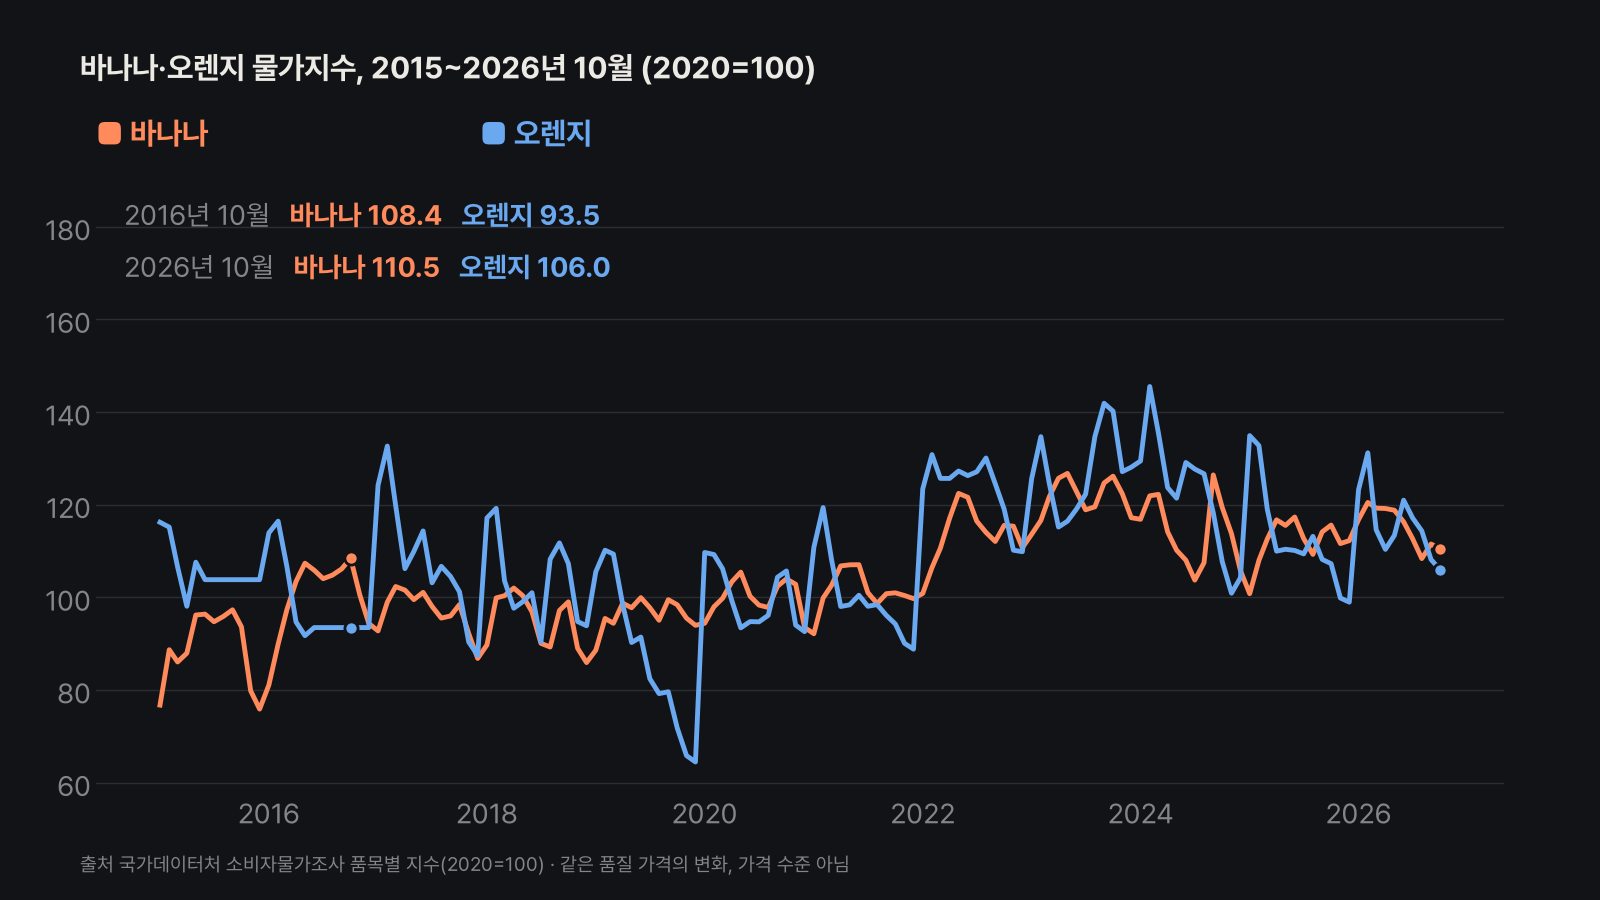 바나나·오렌지 물가지수, 2015~2026년 10월 (2020=100)
바나나 오렌지
2016년 10월 바나나 108.4 오렌지 93.5
180
2026년 10월 바나나 110.5 오렌지 106.0
160
140
120
100
80
60
2016 2018 2020 2022 2024 2026
출처 국가데이터처 소비자물가조사 품목별 지수(2020=100) · 같은 품질 가격의 변화, 가격 수준 아님